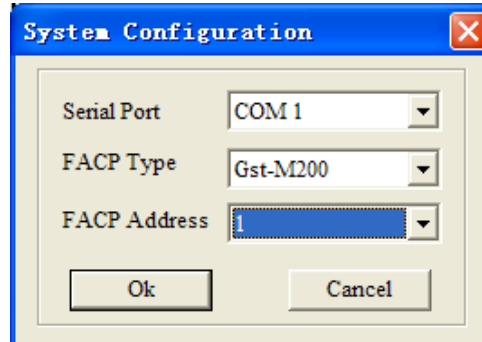 System Configuration
Serial Port COM 1
FACP Type Gst-M200
FACP Address 1
Ok Cancel